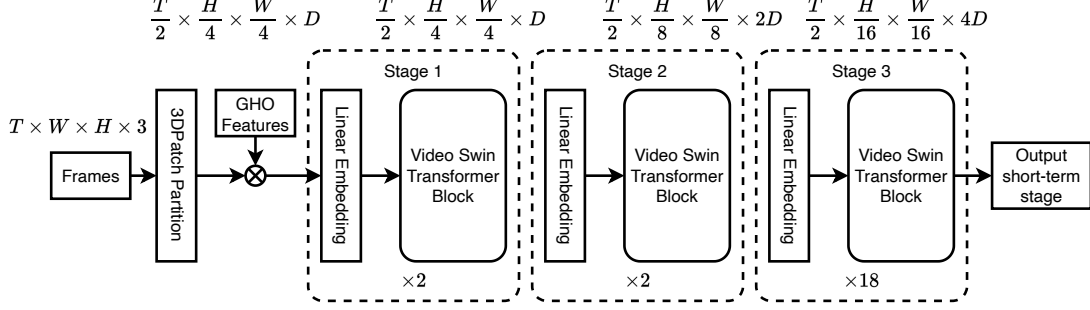 T/2 × H/4 × W/4 × D
T/2 × H/4 × W/4 × D
T/2 × H/8 × W/8 × 2D
T/2 × H/16 × W/16 × 4D
T × W × H × 3
Frames
3DPatch Partition
GHO
Features
Stage 1
Linear Embedding
Video Swin
Transformer
Block
×2
Stage 2
Linear Embedding
Video Swin
Transformer
Block
×2
Stage 3
Linear Embedding
Video Swin
Transformer
Block
×18
Output
short-term
stage